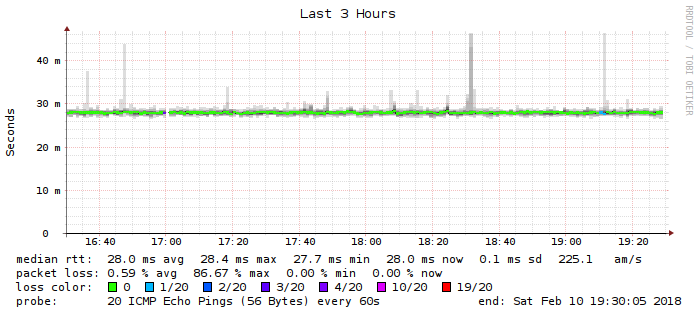 Last 3 Hours
RRDTOOL / TOBI OETIKER
Seconds
40 m
30 m
20 m
10 m
0
16:40 17:00 17:20 17:40 18:00 18:20 18:40 19:00 19:20
median rtt: 28.0 ms avg 28.4 ms max 27.7 ms min 28.0 ms now 0.1 ms sd 225.1 am/s
packet loss: 0.59 % avg 86.67 % max 0.00 % min 0.00 % now
loss color: 0 1/20 2/20 3/20 4/20 10/20 19/20
probe: 20 ICMP Echo Pings (56 Bytes) every 60s end: Sat Feb 10 19:30:05 2018